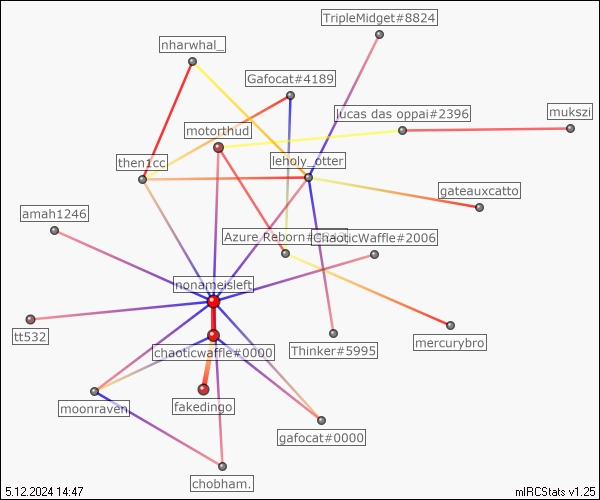 TripleMidget#8824
nharwhal_
Gafocat#4189
lucas das oppai#2396
mukszi
motorthud
then1cc
leholy_otter
gateauxcatto
amah1246
Azure Reborn#
ChaoticWaffle#2006
nonameisleft
tt532
chaoticwaffle#0000
Thinker#5995
mercurybro
moonraven
fakedingo
gafocat#0000
chobham.
5.12.2024 14:47
mIRCStats v1.25